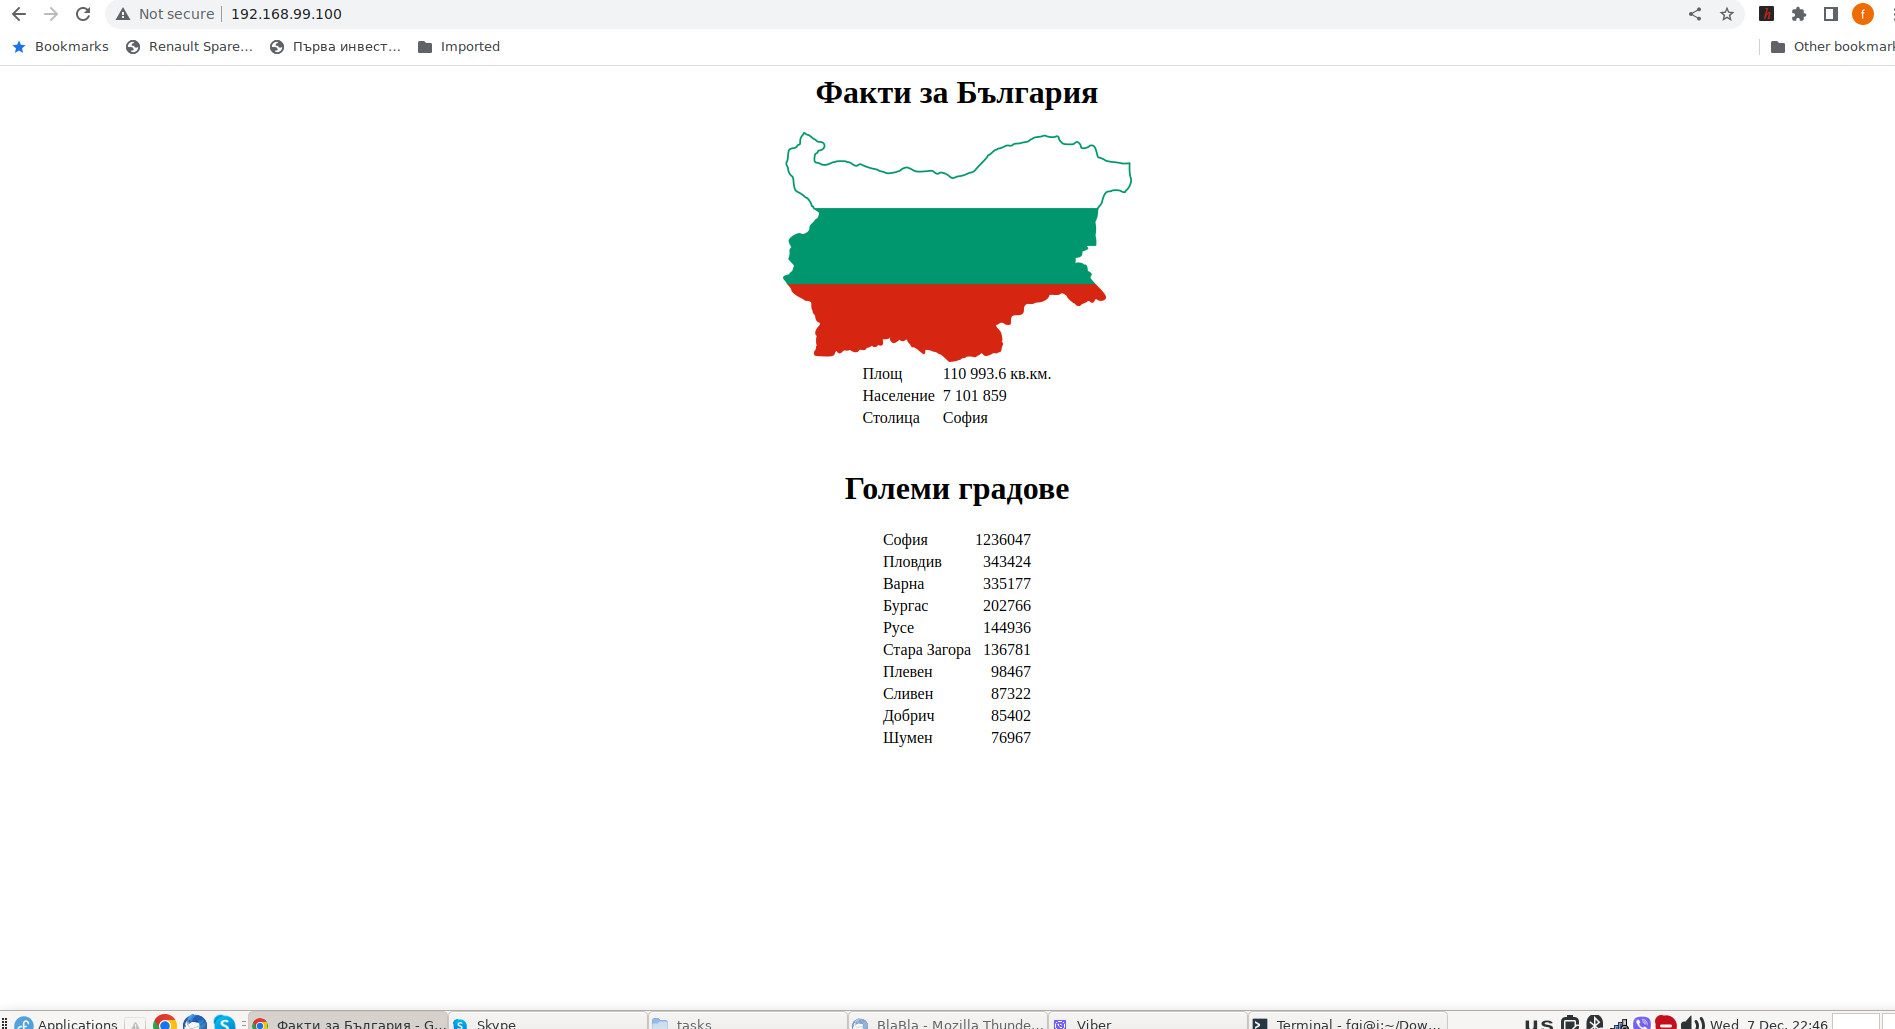 Not secure 192.168.99.100
Bookmarks Renault Spare... Първа инвест... Imported Other bookmark
Факти за България
Площ 110 993.6 кв.км.
Население 7 101 859
Столица София
Големи градове
София 1236047
Пловдив 343424
Варна 335177
Бургас 202766
Русе 144936
Стара Загора 136781
Плевен 98467
Сливен 87322
Добрич 85402
Шумен 76967
Applications Факти за България - G... Skype tasks BlaBla - Mozilla Thunde... Viber Terminal - fgi@i:~/Dow... us Wed 7 Dec, 22:46